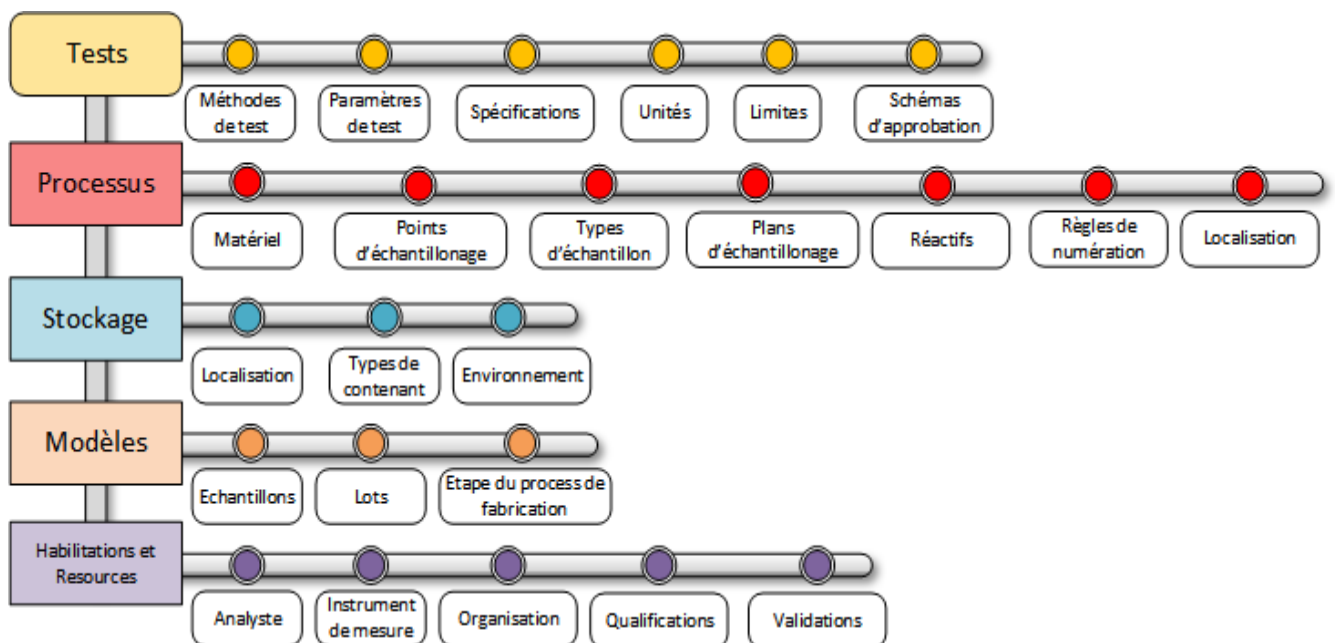 Tests
Méthodes
de test
Paramètres
de test
Spécifications
Unités
Limites
Schémas
d'approbation
Processus
Matériel
Points
d'échantillonage
Types
d'échantillon
Plans
d'échantillonage
Réactifs
Règles de
numération
Localisation
Stockage
Localisation
Types de
contenant
Environnement
Modèles
Echantillons
Lots
Etape du process de
fabrication
Habilitations et
Resources
Analyste
Instrument
de mesure
Organisation
Qualifications
Validations